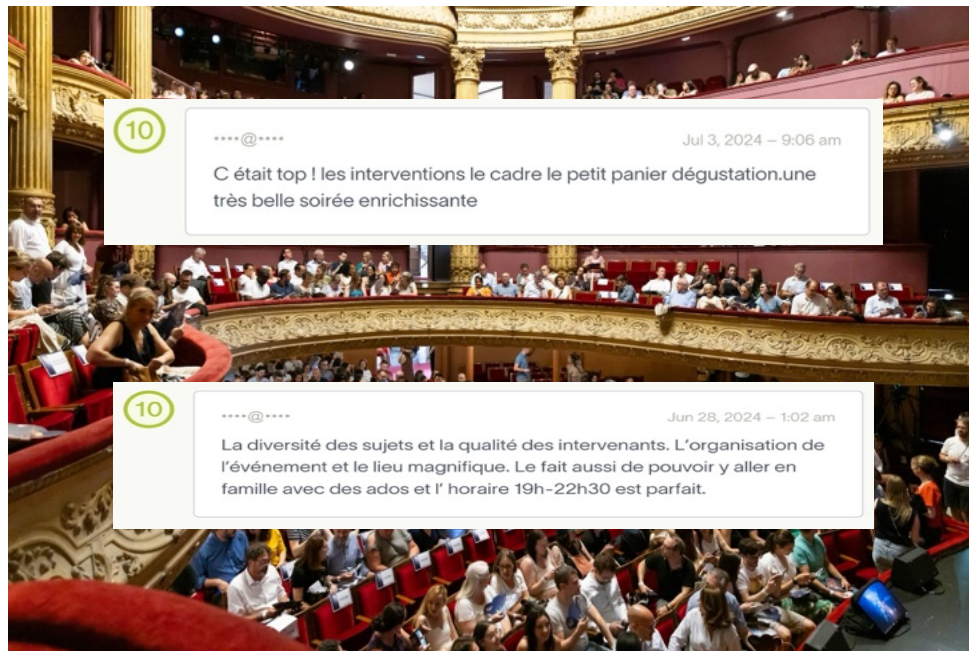 10
····@····
Jul 3, 2024 – 9:06 am
C était top ! les interventions le cadre le petit panier dégustation.une
très belle soirée enrichissante
10
····@····
Jun 28, 2024 – 1:02 am
La diversité des sujets et la qualité des intervenants. L'organisation de
l'événement et le lieu magnifique. Le fait aussi de pouvoir y aller en
famille avec des ados et l' horaire 19h-22h30 est parfait.